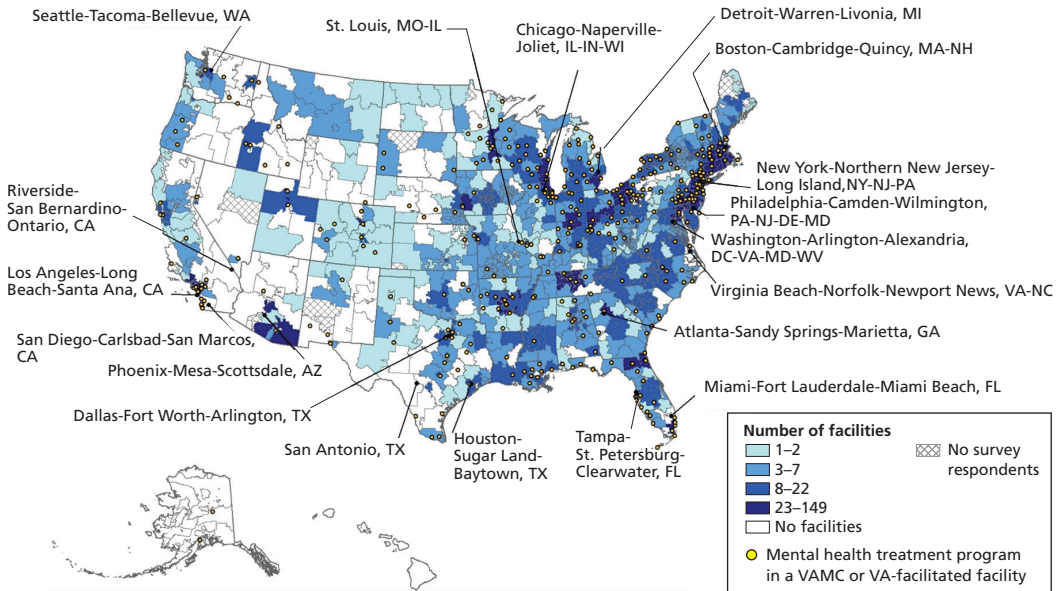 Seattle-Tacoma-Bellevue, WA
St. Louis, MO-IL
Chicago-Naperville-
Joliet, IL-IN-WI
Detroit-Warren-Livonia, MI
Boston-Cambridge-Quincy, MA-NH
New York-Northern New Jersey-
Long Island,NY-NJ-PA
Philadelphia-Camden-Wilmington,
PA-NJ-DE-MD
Washington-Arlington-Alexandria,
DC-VA-MD-WV
Virginia Beach-Norfolk-Newport News, VA-NC
Atlanta-Sandy Springs-Marietta, GA
Miami-Fort Lauderdale-Miami Beach, FL
Riverside-
San Bernardino-
Ontario, CA
Los Angeles-Long
Beach-Santa Ana, CA
San Diego-Carlsbad-San Marcos,
CA
Phoenix-Mesa-Scottsdale, AZ
Dallas-Fort Worth-Arlington, TX
San Antonio, TX
Houston-
Sugar Land-
Baytown, TX
Tampa-
St. Petersburg-
Clearwater, FL
Number of facilities
1–2
3–7
8–22
23–149
No facilities
No survey
respondents
Mental health treatment program
in a VAMC or VA-facilitated facility